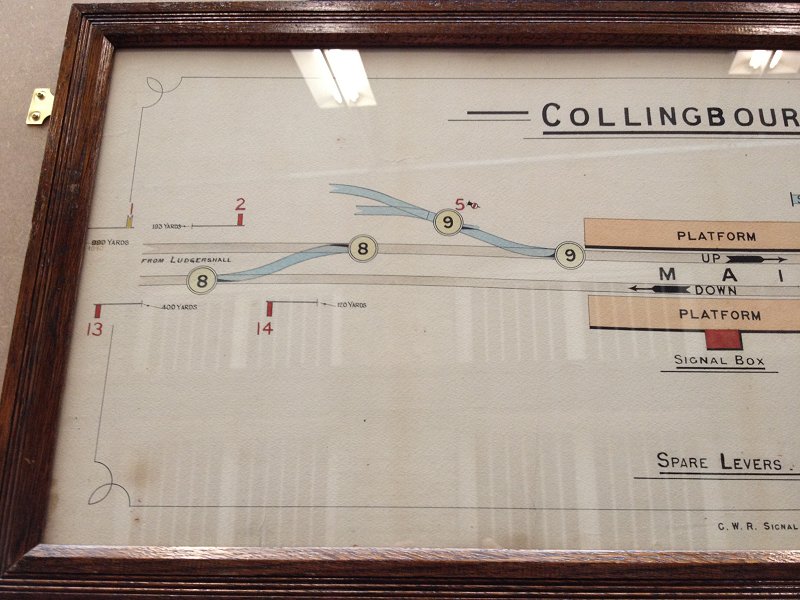 COLLINGBOUR
1
2
193 YARDS
5
9
PLATFORM
YARDS
8
9
UP
FROM LUDGERSHALL
8
M A I
DOWN
400 YARDS
120 YARDS
13
14
PLATFORM
SIGNAL BOX
SPARE LEVERS.
G.W.R. SIGNAL